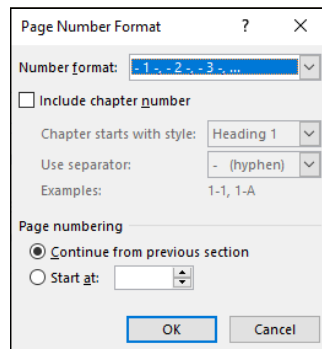 Page Number Format ? ✕
Number format: - 1 -, - 2 -, - 3 -, ...
Include chapter number
Chapter starts with style: Heading 1
Use separator: - (hyphen)
Examples: 1-1, 1-A
Page numbering
Continue from previous section
Start at:
OK Cancel